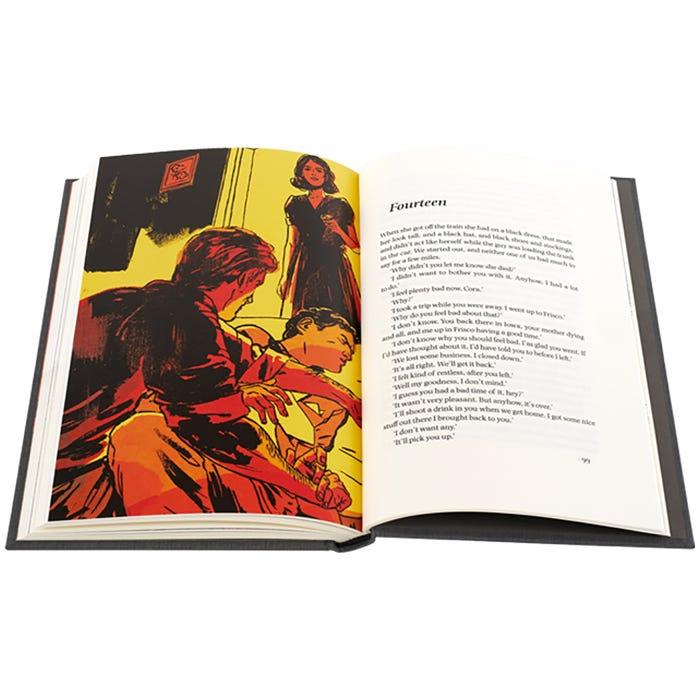 Fourteen
When she got off the train she had on a black dress, that made
her look tall, and a black hat, and black shoes and stockings,
and didn't act like herself while the guy was loading the trunk
in the car. We started out, and neither one of us had much to
say for a few miles.
'Why didn't you let me know she died?'
'I didn't want to bother you with it. Anyhow, I had a lot
to do.'
'I feel plenty bad now, Cora.'
'Why?'
'I took a trip while you were away. I went up to Frisco.'
'Why do you feel bad about that?'
'I don't know. You back there in Iowa, your mother dying
and all, and me up in Frisco having a good time.'
'I don't know why you should feel bad. I'm glad you went. If
I'd have thought about it, I'd have told you to before I left.'
'We lost some business. I closed down.'
'It's all right. We'll get it back.'
'I felt kind of restless, after you left.'
'Well my goodness, I don't mind.'
'I guess you had a bad time of it, hey?'
'It wasn't very pleasant. But anyhow, it's over.'
'I'll shoot a drink in you when we get home. I got some nice
stuff out there I brought back to you.'
'I don't want any.'
'It'll pick you up.'
99